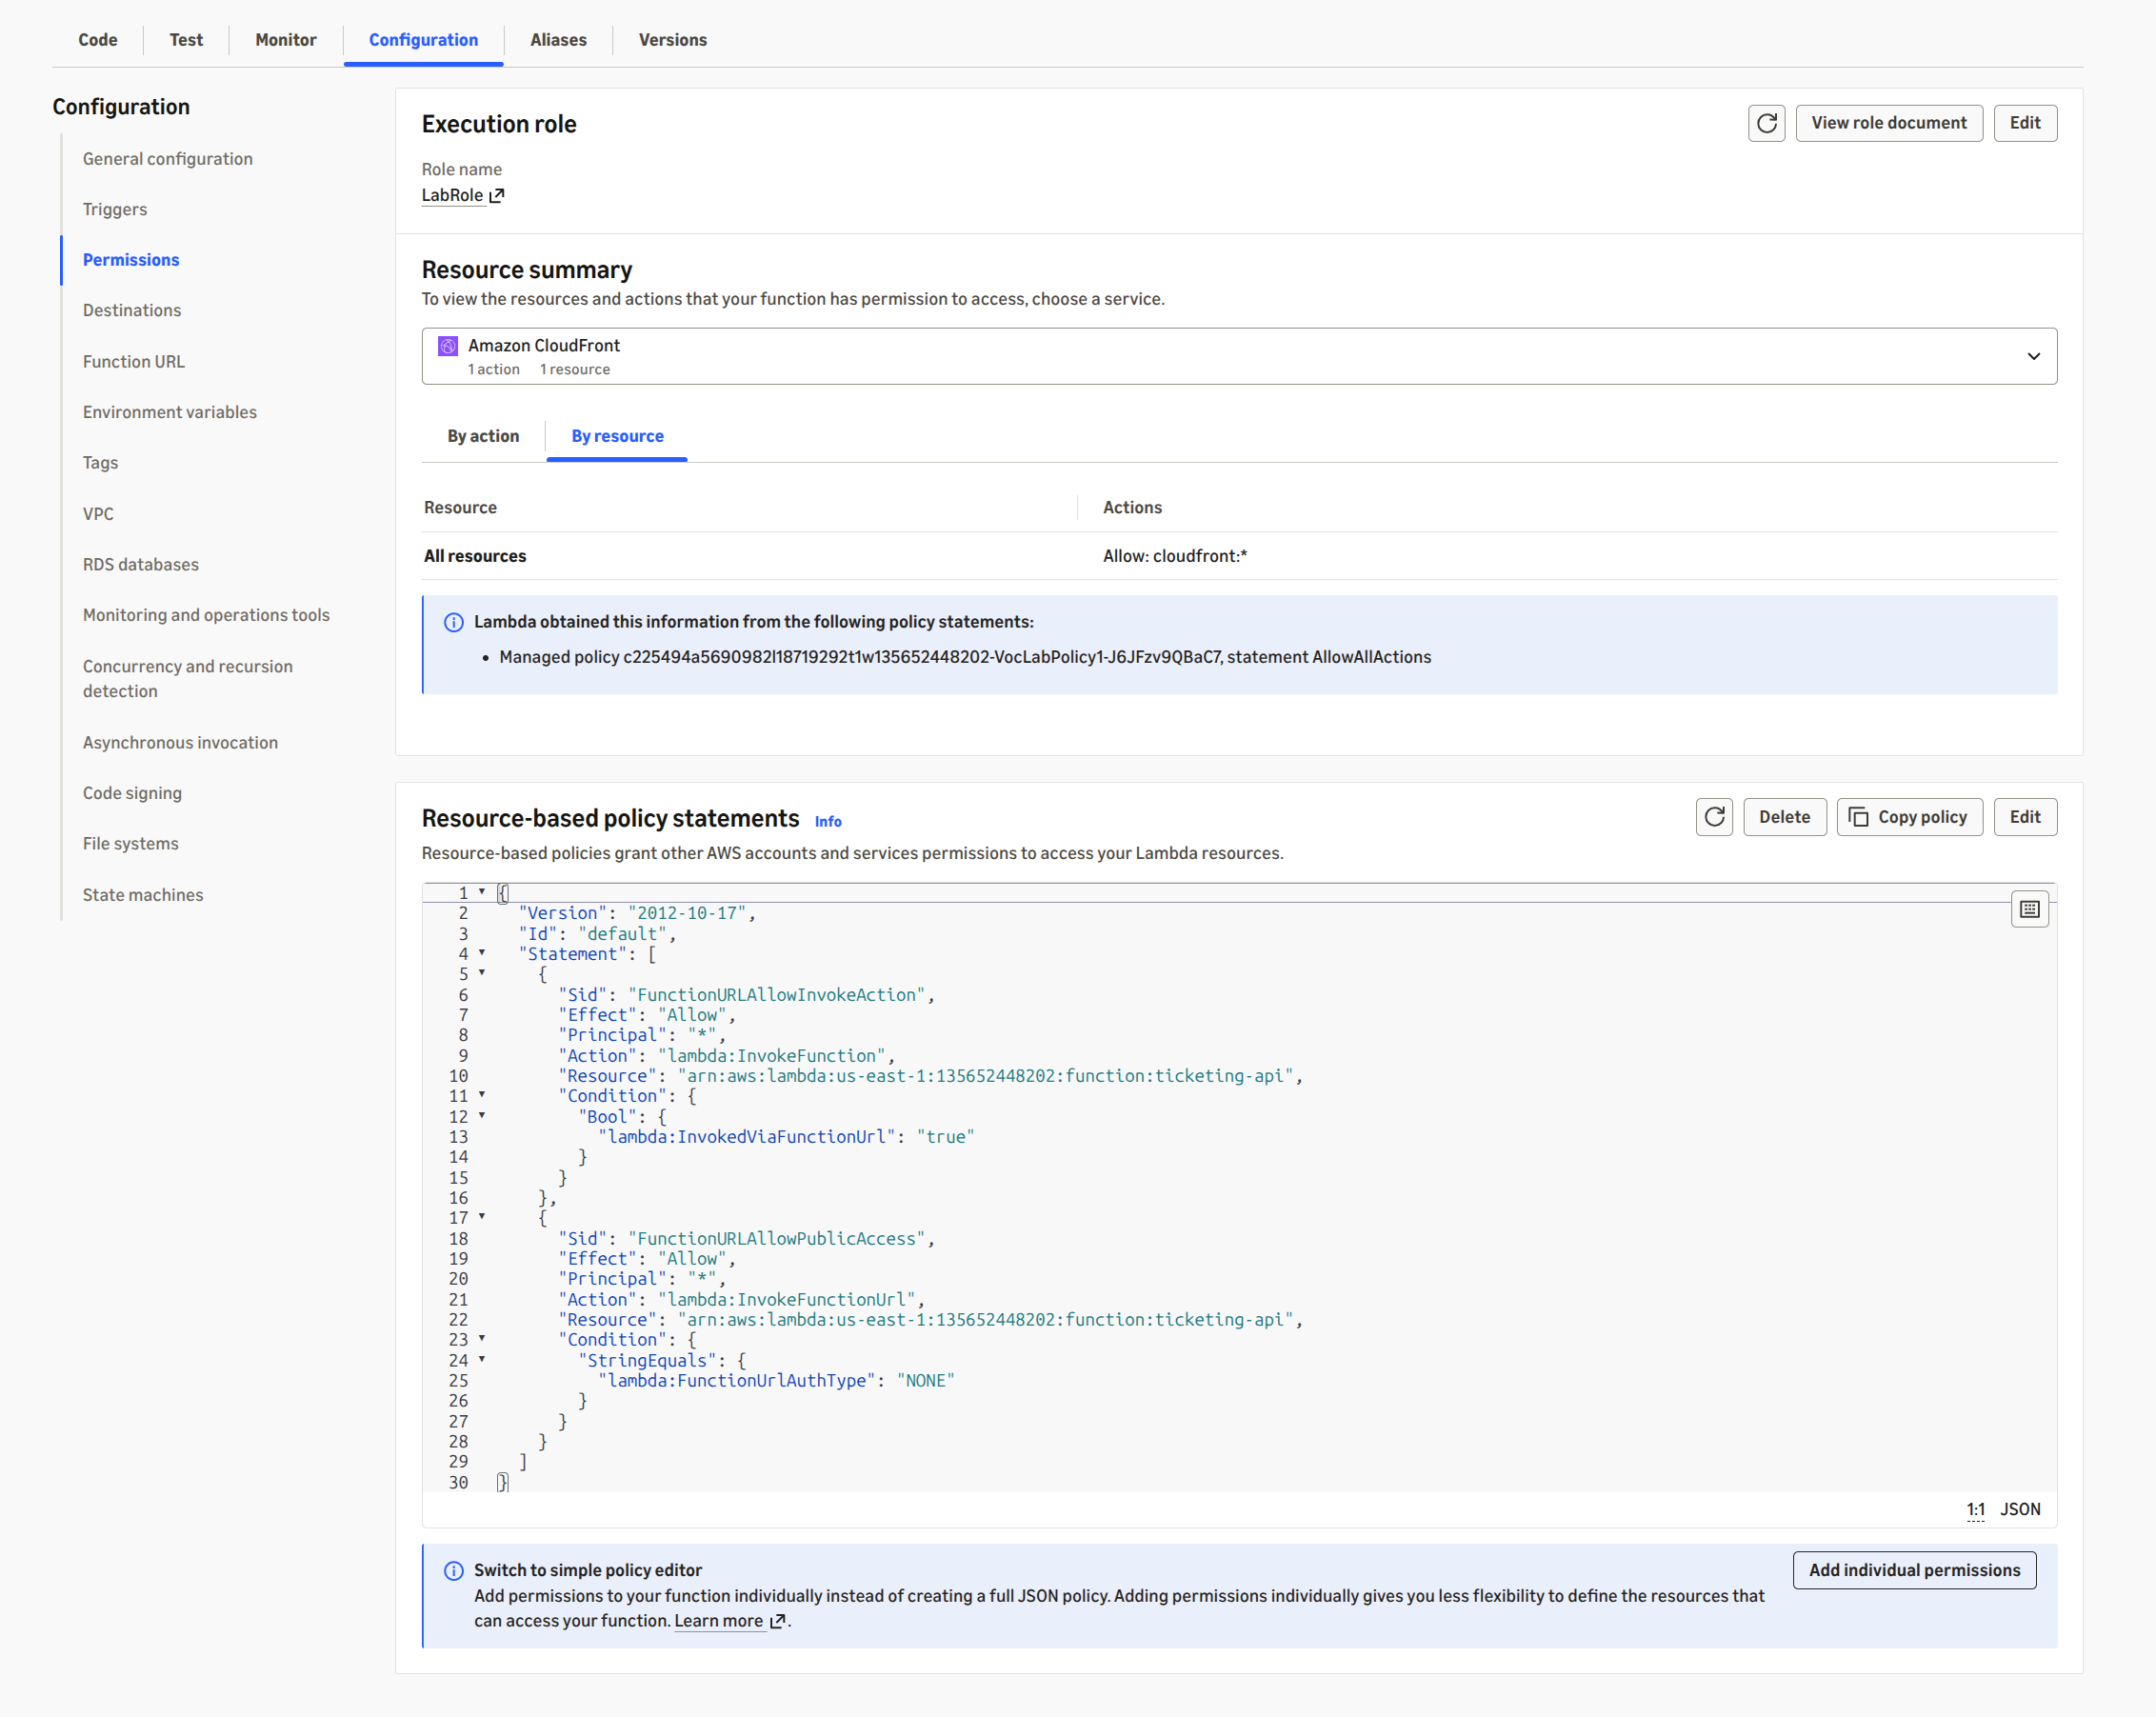 Code
Test
Monitor
Configuration
Aliases
Versions
Configuration
General configuration
Triggers
Permissions
Destinations
Function URL
Environment variables
Tags
VPC
RDS databases
Monitoring and operations tools
Concurrency and recursion
detection
Asynchronous invocation
Code signing
File systems
State machines
Execution role
View role document
Edit
Role name
LabRole
Resource summary
To view the resources and actions that your function has permission to access, choose a service.
Amazon CloudFront
1 action 1 resource
By action
By resource
Resource Actions
All resources Allow: cloudfront:*
Lambda obtained this information from the following policy statements:
• Managed policy c225494a5690982l18719292t1w135652448202-VocLabPolicy1-J6JFzv9QBaC7, statement AllowAllActions
Resource-based policy statements Info
Delete
Copy policy
Edit
Resource-based policies grant other AWS accounts and services permissions to access your Lambda resources.
1 {
2 "Version": "2012-10-17",
3 "Id": "default",
4 "Statement": [
5 {
6 "Sid": "FunctionURLAllowInvokeAction",
7 "Effect": "Allow",
8 "Principal": "*",
9 "Action": "lambda:InvokeFunction",
10 "Resource": "arn:aws:lambda:us-east-1:135652448202:function:ticketing-api",
11 "Condition": {
12 "Bool": {
13 "lambda:InvokedViaFunctionUrl": "true"
14 }
15 }
16 },
17 {
18 "Sid": "FunctionURLAllowPublicAccess",
19 "Effect": "Allow",
20 "Principal": "*",
21 "Action": "lambda:InvokeFunctionUrl",
22 "Resource": "arn:aws:lambda:us-east-1:135652448202:function:ticketing-api",
23 "Condition": {
24 "StringEquals": {
25 "lambda:FunctionUrlAuthType": "NONE"
26 }
27 }
28 }
29 ]
30 }
1:1 JSON
Switch to simple policy editor
Add permissions to your function individually instead of creating a full JSON policy. Adding permissions individually gives you less flexibility to define the resources that
can access your function. Learn more.
Add individual permissions